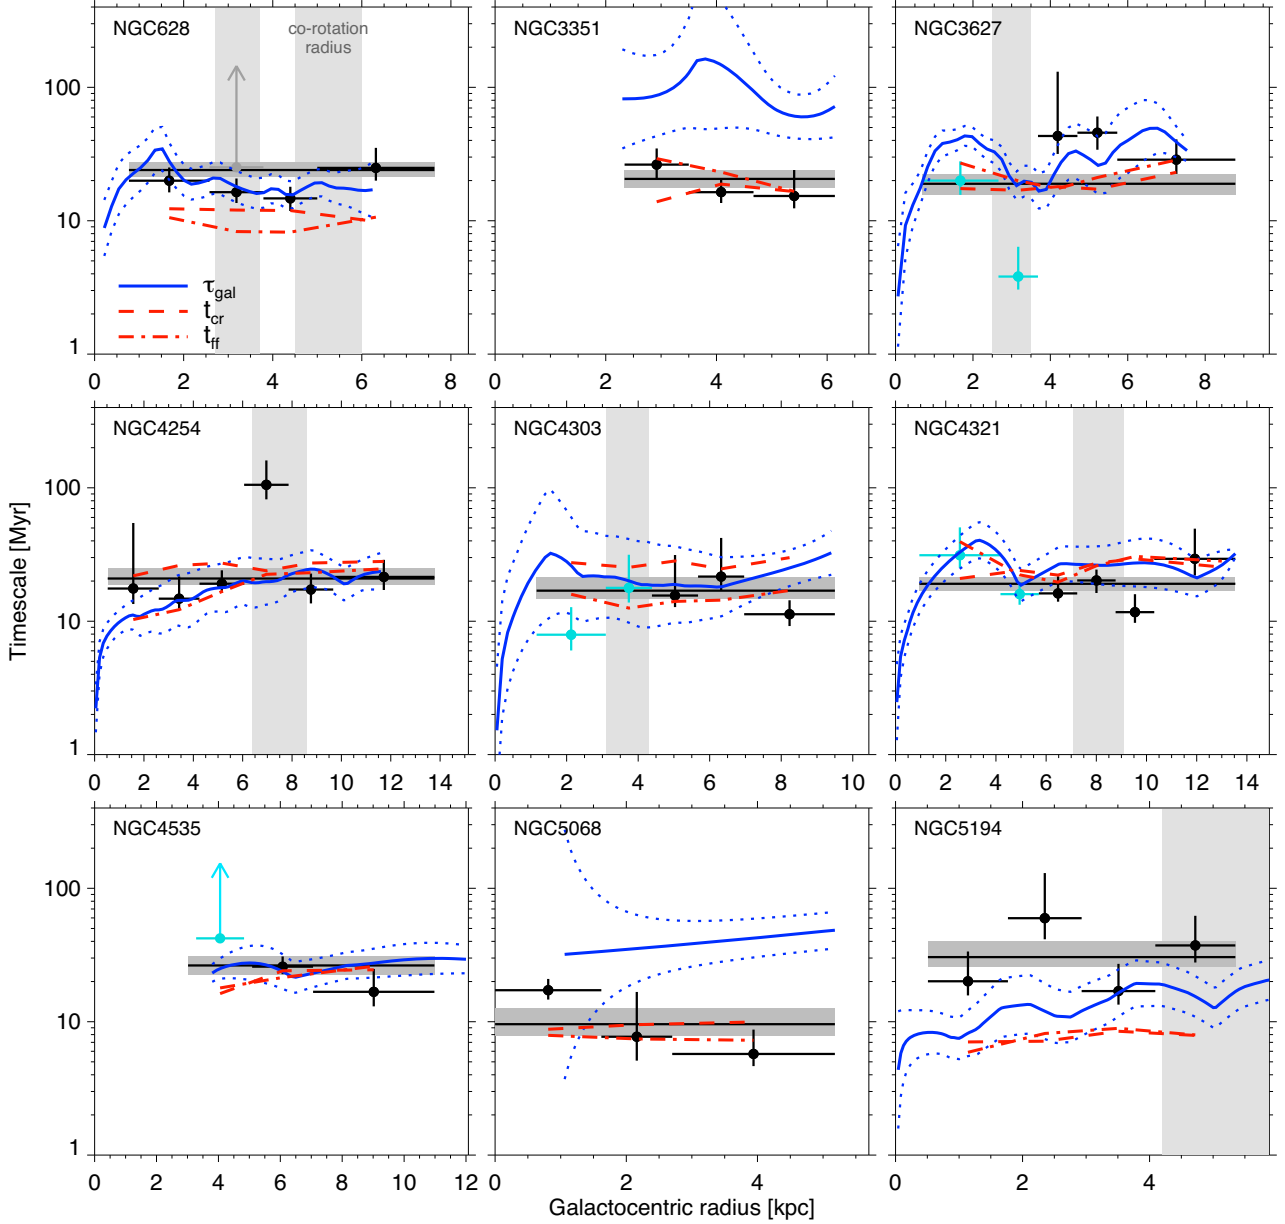 NGC628
co-rotation
radius
τgal
tcr
tff
100
10
1
0 2 4 6 8
NGC3351
0 2 4 6
NGC3627
0 2 4 6 8
Timescale [Myr]
NGC4254
100
10
1
0 2 4 6 8 10 12 14
NGC4303
0 2 4 6 8 10
NGC4321
0 2 4 6 8 10 12 14
NGC4535
100
10
1
0 2 4 6 8 10 12
NGC5068
0 2 4
NGC5194
0 2 4
Galactocentric radius [kpc]